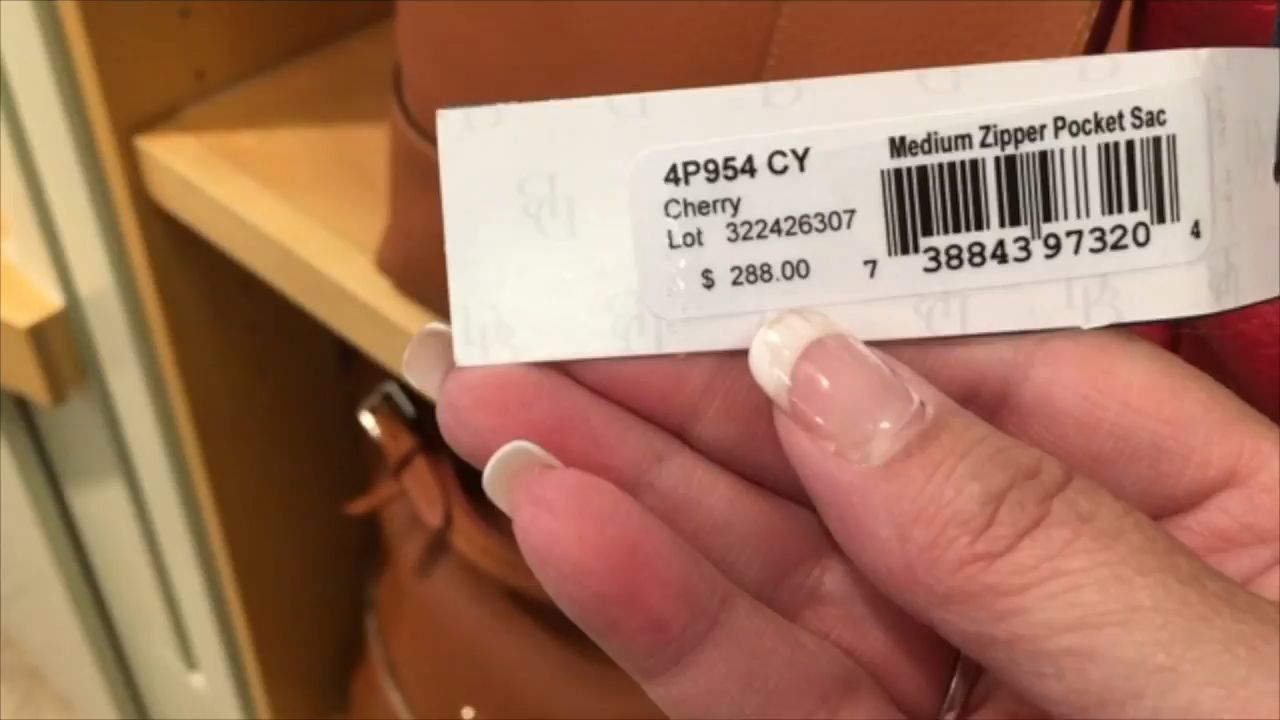 Medium Zipper Pocket Sac
4P954 CY
Cherry
Lot 322426307
$ 288.00
7 38843 97320 4